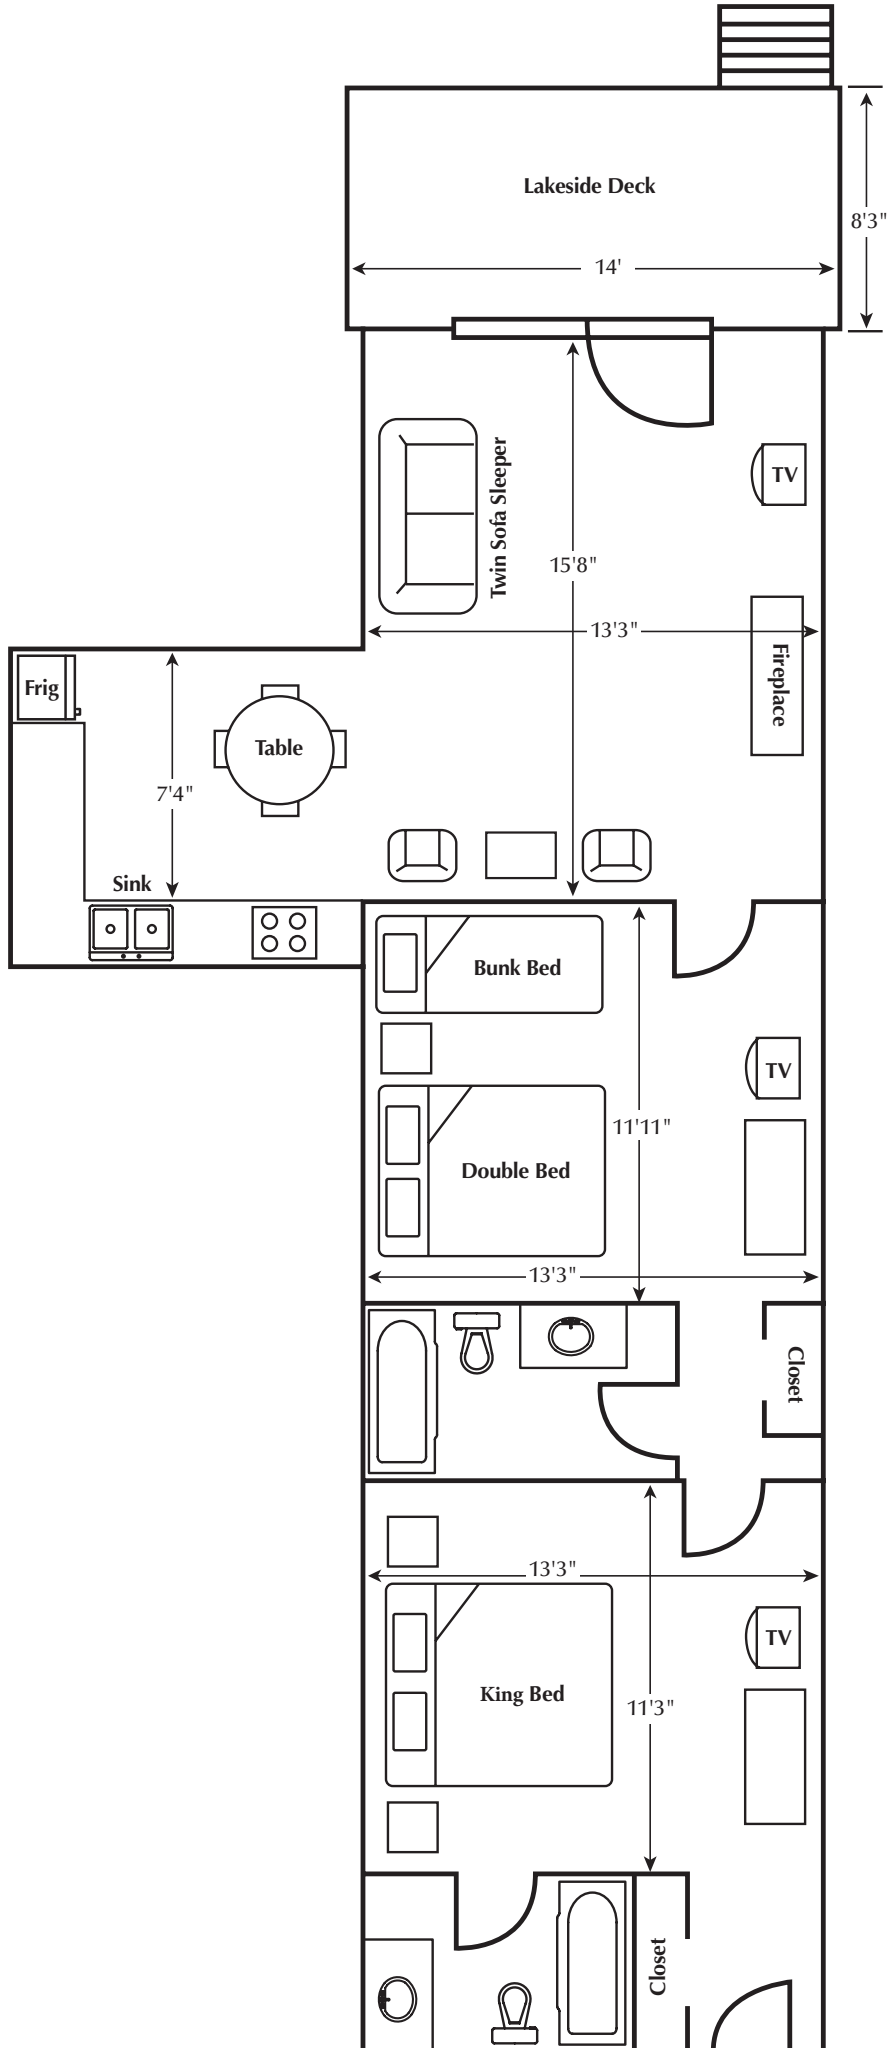 Lakeside Deck
8'3"
14'
TV
Twin Sofa Sleeper
15'8"
13'3"
Fireplace
Frig
Table
7'4"
Sink
Bunk Bed
TV
11'11"
Double Bed
13'3"
Closet
13'3"
TV
King Bed
11'3"
Closet